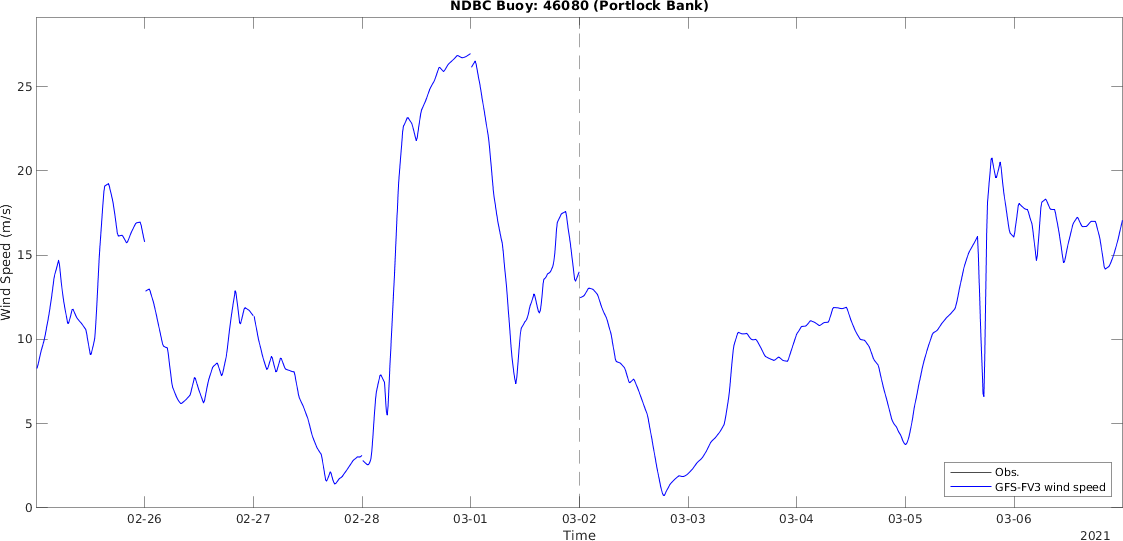 NDBC Buoy: 46080 (Portlock Bank)
Wind Speed (m/s)
25
20
15
10
5
0
Obs.
GFS-FV3 wind speed
02-26 02-27 02-28 03-01 03-02 03-03 03-04 03-05 03-06
Time
2021